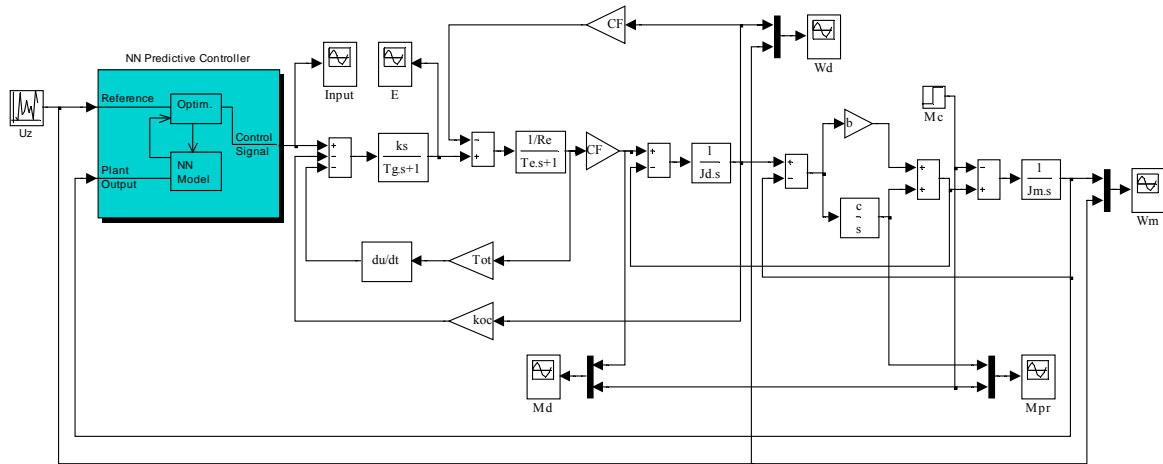 NN Predictive Controller
Reference
Optim.
Control
Signal
Plant
Output
NN
Model
Uz
Input
E
CF
Wd
ks
Tg.s+1
1/Re
Te.s+1
CF
1
Jd.s
b
c
s
Mc
1
Jm.s
Wm
du/dt
Tot
koc
Md
Mpr